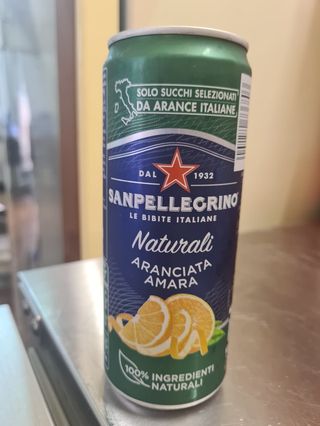 SOLO SUCCHI SELEZIONATI
DA ARANCE ITALIANE
DAL 1932
SANPELLEGRINO
LE BIBITE ITALIANE
Naturali
ARANCIATA
AMARA
100% INGREDIENTI
NATURALI